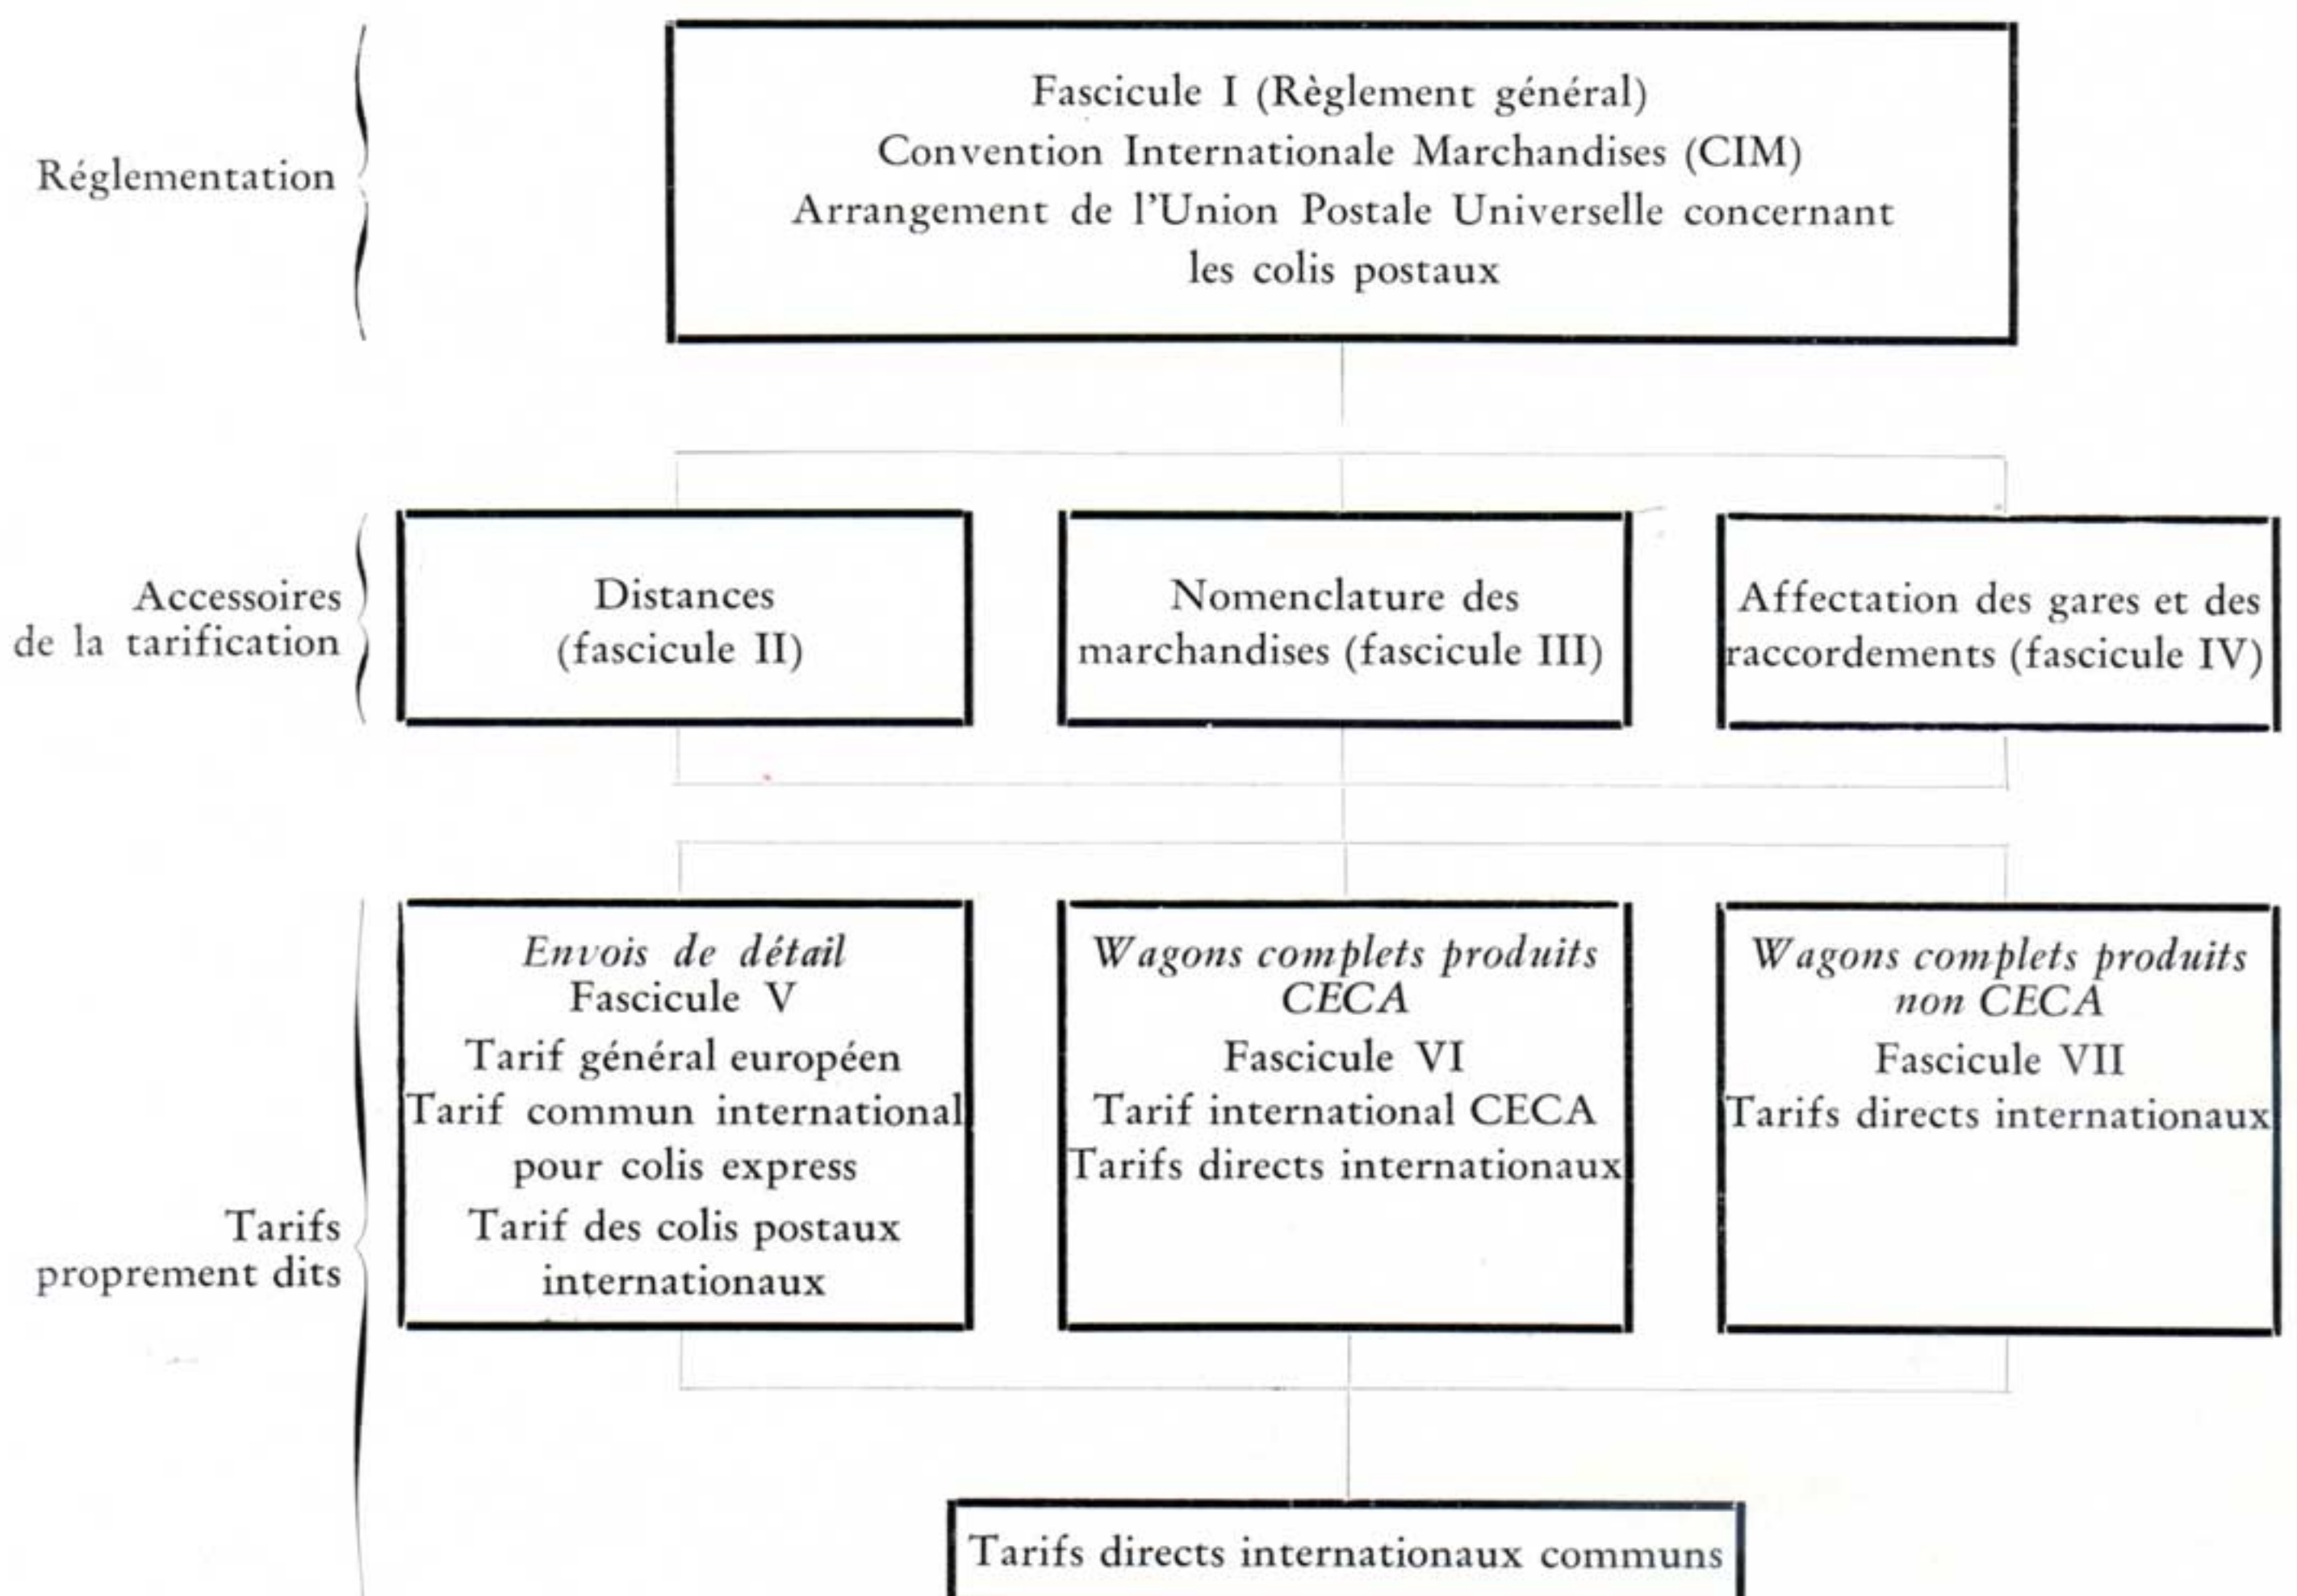 Réglementation
Fascicule I (Règlement général)
Convention Internationale Marchandises (CIM)
Arrangement de l'Union Postale Universelle concernant
les colis postaux
Accessoires
de la tarification
Distances
(fascicule II)
Nomenclature des
marchandises (fascicule III)
Affectation des gares et des
raccordements (fascicule IV)
Tarifs
proprement dits
Envois de détail
Fascicule V
Tarif général européen
Tarif commun international
pour colis express
Tarif des colis postaux
internationaux
Wagons complets produits
CECA
Fascicule VI
Tarif international CECA
Tarifs directs internationaux
Wagons complets produits
non CECA
Fascicule VII
Tarifs directs internationaux
Tarifs directs internationaux communs